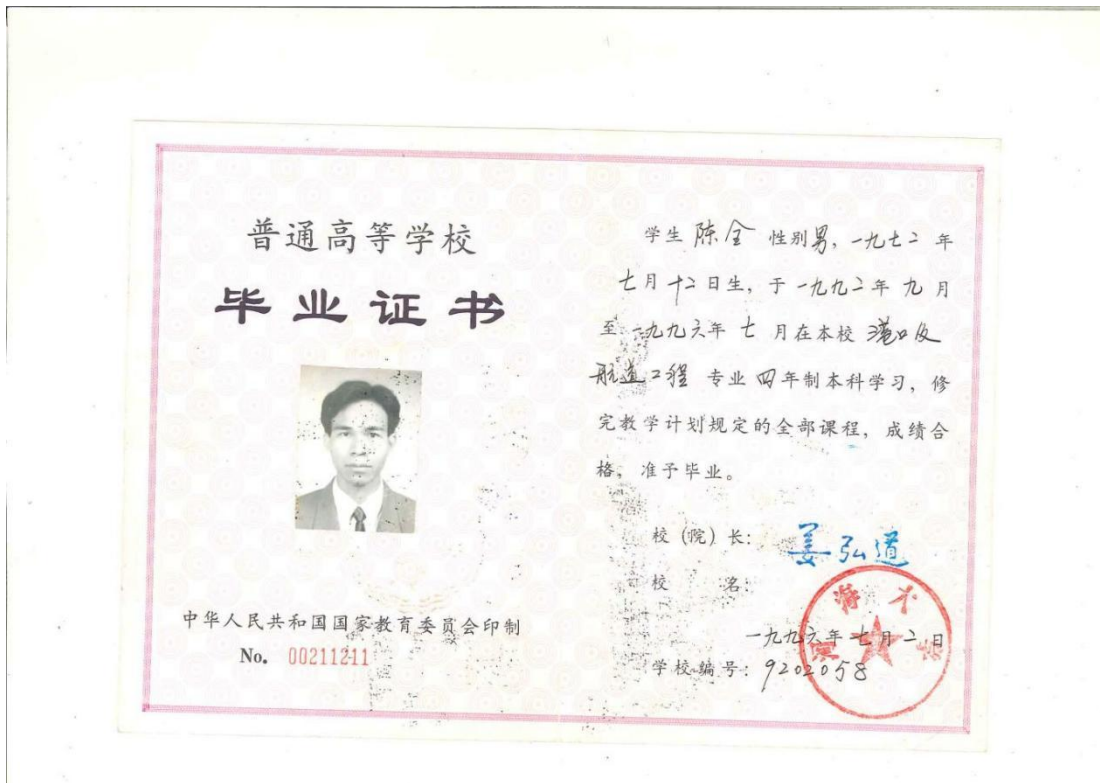 普通高等学校
毕业证书
中华人民共和国国家教育委员会印制
No. 00211211
学生 陈全 性别男，一九七二年
七月十二日生，于一九九二年九月
至一九九六年七月在本校 港口及
航道工程 专业四年制本科学习，修
完教学计划规定的全部课程，成绩合
格，准予毕业。
校（院）长： 姜弘道
校 名：
河海大学
一九九六年七月二日
学校编号：9202058